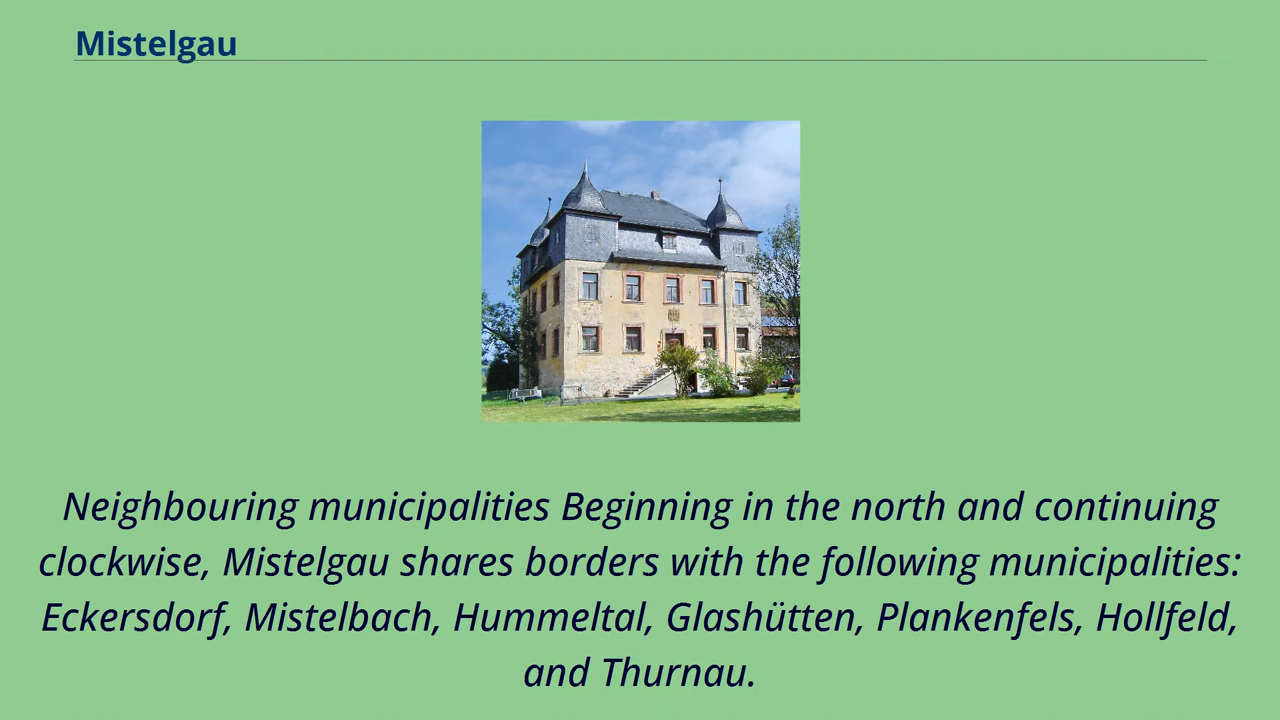 Mistelgau
Neighbouring municipalities Beginning in the north and continuing
clockwise, Mistelgau shares borders with the following municipalities:
Eckersdorf, Mistelbach, Hummeltal, Glashütten, Plankenfels, Hollfeld,
and Thurnau.